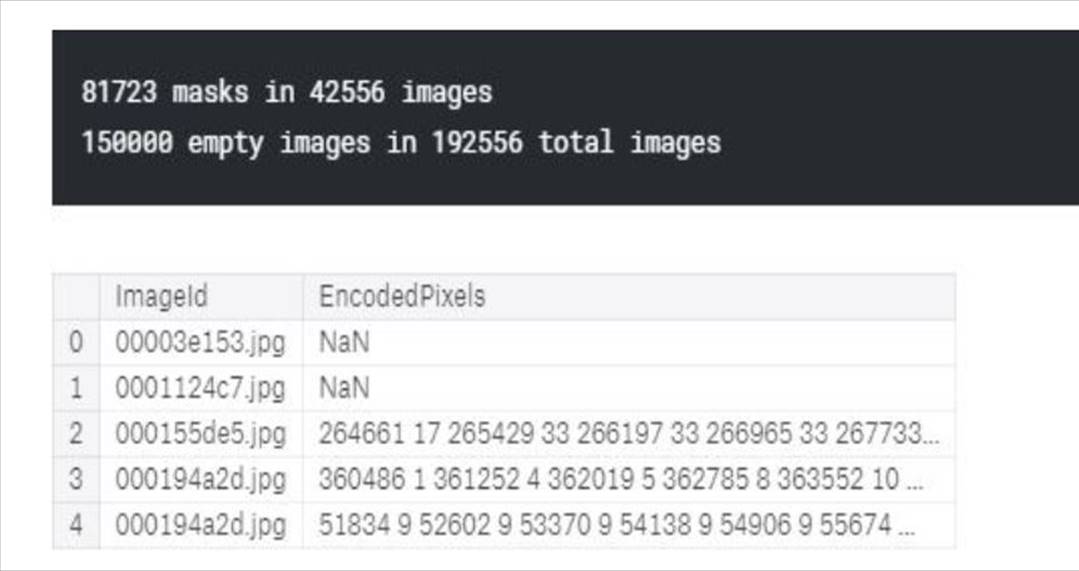 81723 masks in 42556 images
150000 empty images in 192556 total images
ImageId EncodedPixels
0 00003e153.jpg NaN
1 0001124c7.jpg NaN
2 000155de5.jpg 264661 17 265429 33 266197 33 266965 33 267733...
3 000194a2d.jpg 360486 1 361252 4 362019 5 362785 8 363552 10 ...
4 000194a2d.jpg 51834 9 52602 9 53370 9 54138 9 54906 9 55674 ...